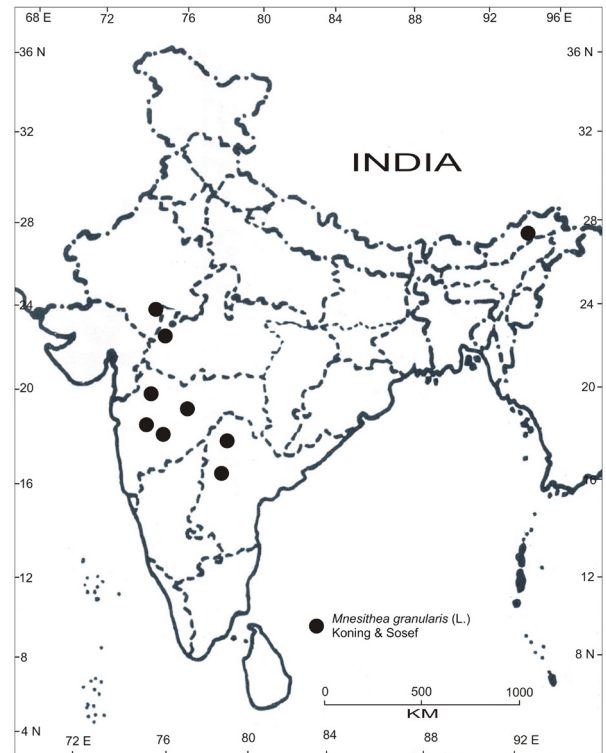 68 E 72 76 80 84 88 92 96 E
36 N 36 N
32 32
INDIA
28 28
24 24
20 20
16 16
12 12
Mnesithea granularis (L.)
Koning & Sosef
8 8 N
0 500 1000
KM
4 N
72 E 76 80 84 88 92 E